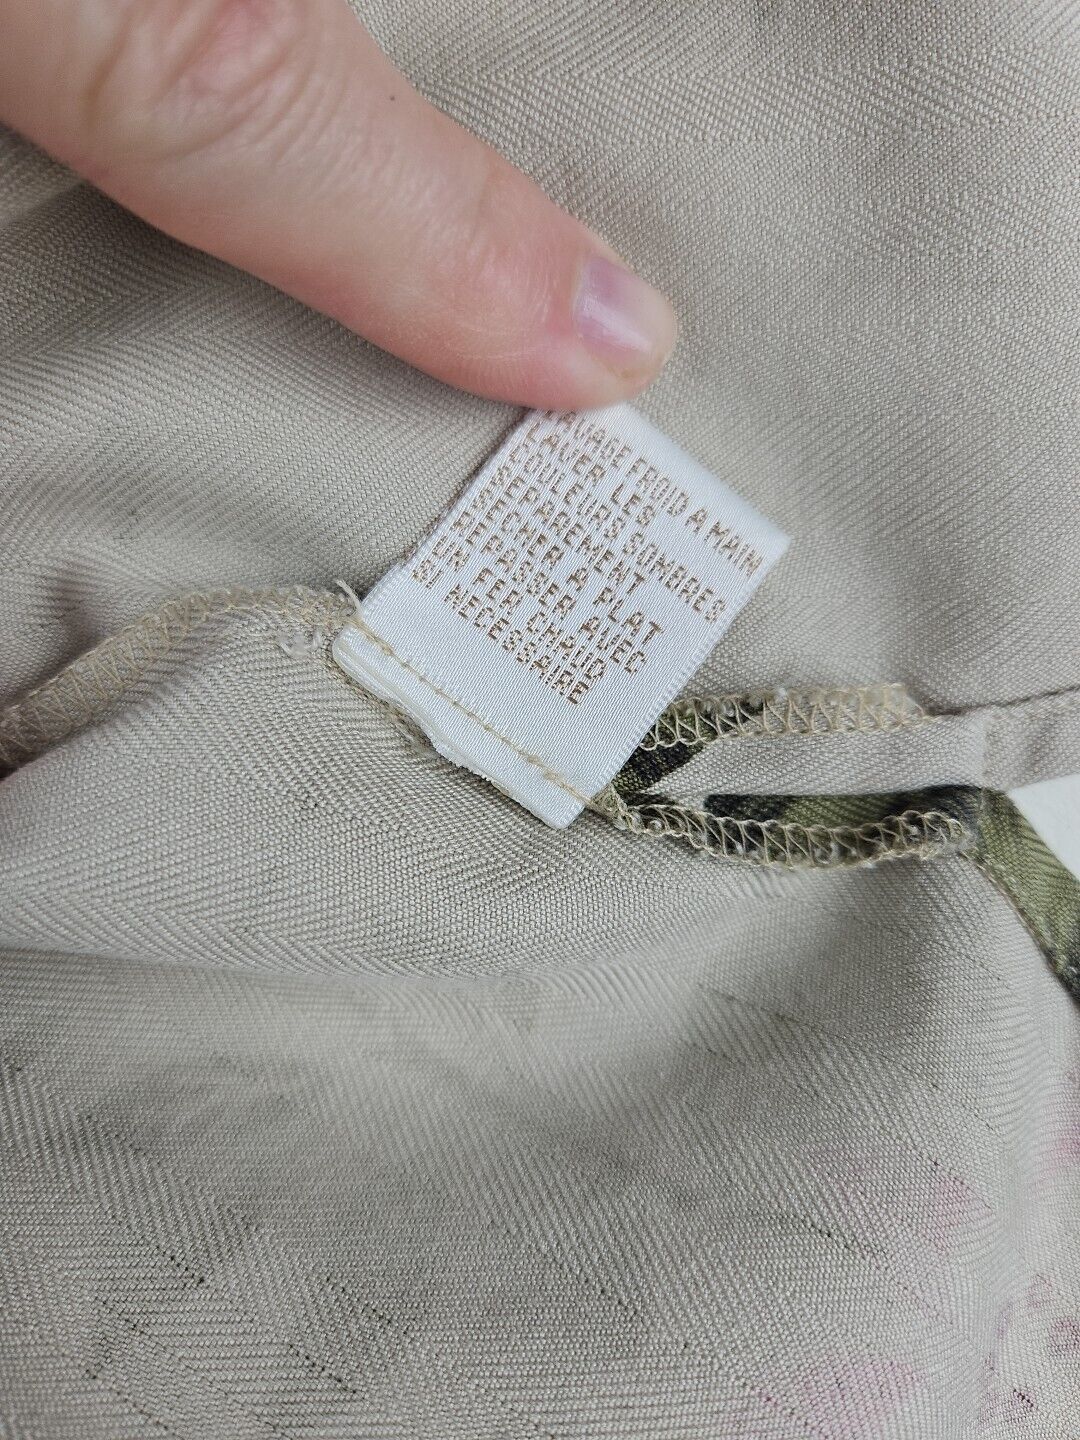 LAVAGE FROID A MAIN
LAVER LES
COULEURS SOMBRES
SEPAREMENT
SECHER A PLAT
REPASSER AVEC
UN FER CHAUD
SI NECESSAIRE